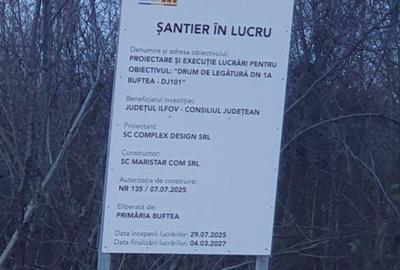 ȘANTIER ÎN LUCRU
Denumire și adresa obiectivului:
PROIECTARE ȘI EXECUȚIE LUCRĂRI PENTRU
OBIECTIVUL: "DRUM DE LEGĂTURĂ DN 1A
BUFTEA - DJ101"
Beneficiarul investiției:
JUDEȚUL ILFOV - CONSILIUL JUDEȚEAN
Proiectant:
SC COMPLEX DESIGN SRL
Constructor:
SC MARISTAR COM SRL
Autorizația de construire:
NR 135 / 07.07.2025
Eliberată de:
PRIMĂRIA BUFTEA
Data începerii lucrărilor: 29.07.2025
Data finalizării lucrărilor: 04.03.2027